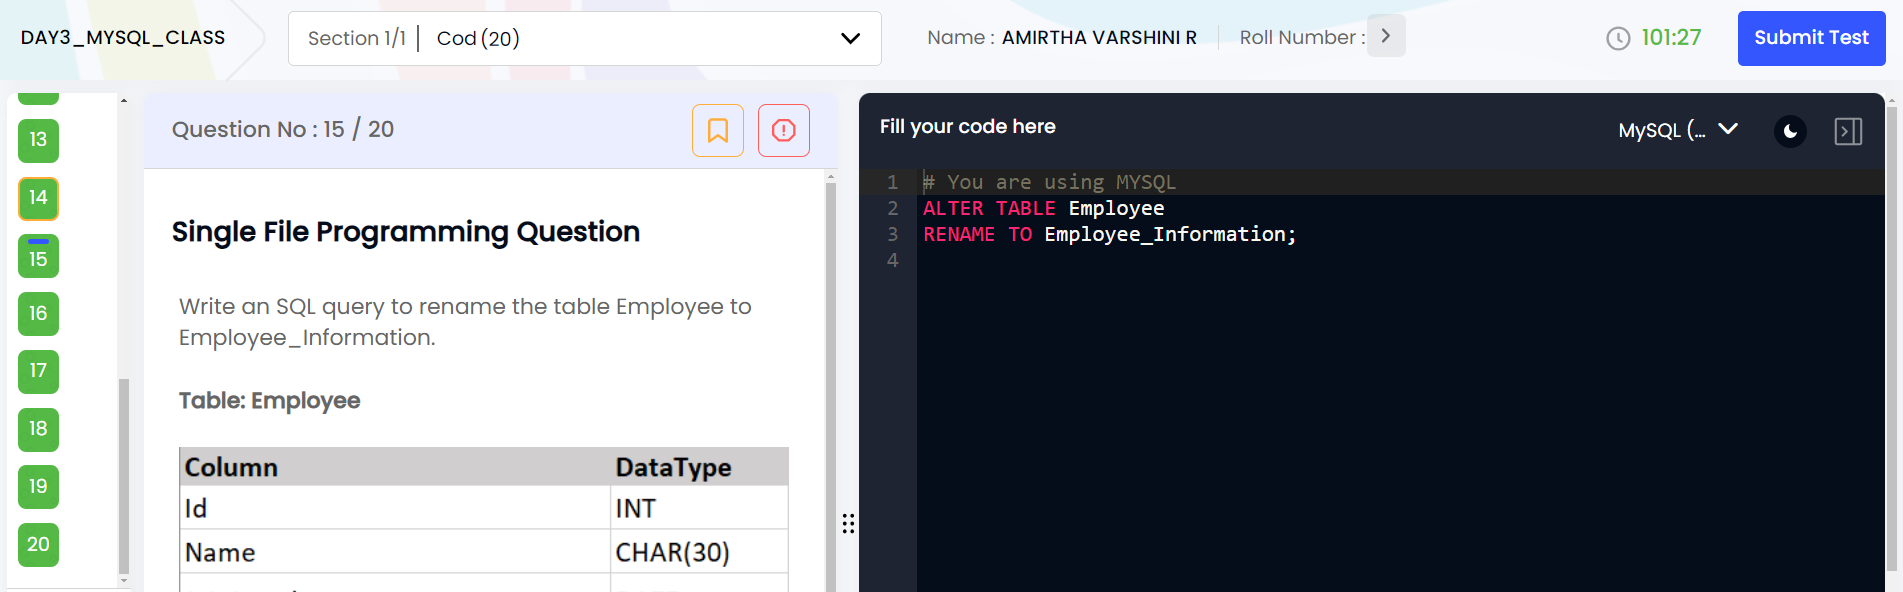 DAY3_MYSQL_CLASS
Section 1/1 | Cod (20)
Name : AMIRTHA VARSHINI R
Roll Number :
101:27
Submit Test
13
14
15
16
17
18
19
20
Question No : 15 / 20
Single File Programming Question
Write an SQL query to rename the table Employee to
Employee_Information.
Table: Employee
Column DataType
Id INT
Name CHAR(30)
Fill your code here
MySQL (...
1 # You are using MYSQL
2 ALTER TABLE Employee
3 RENAME TO Employee_Information;
4